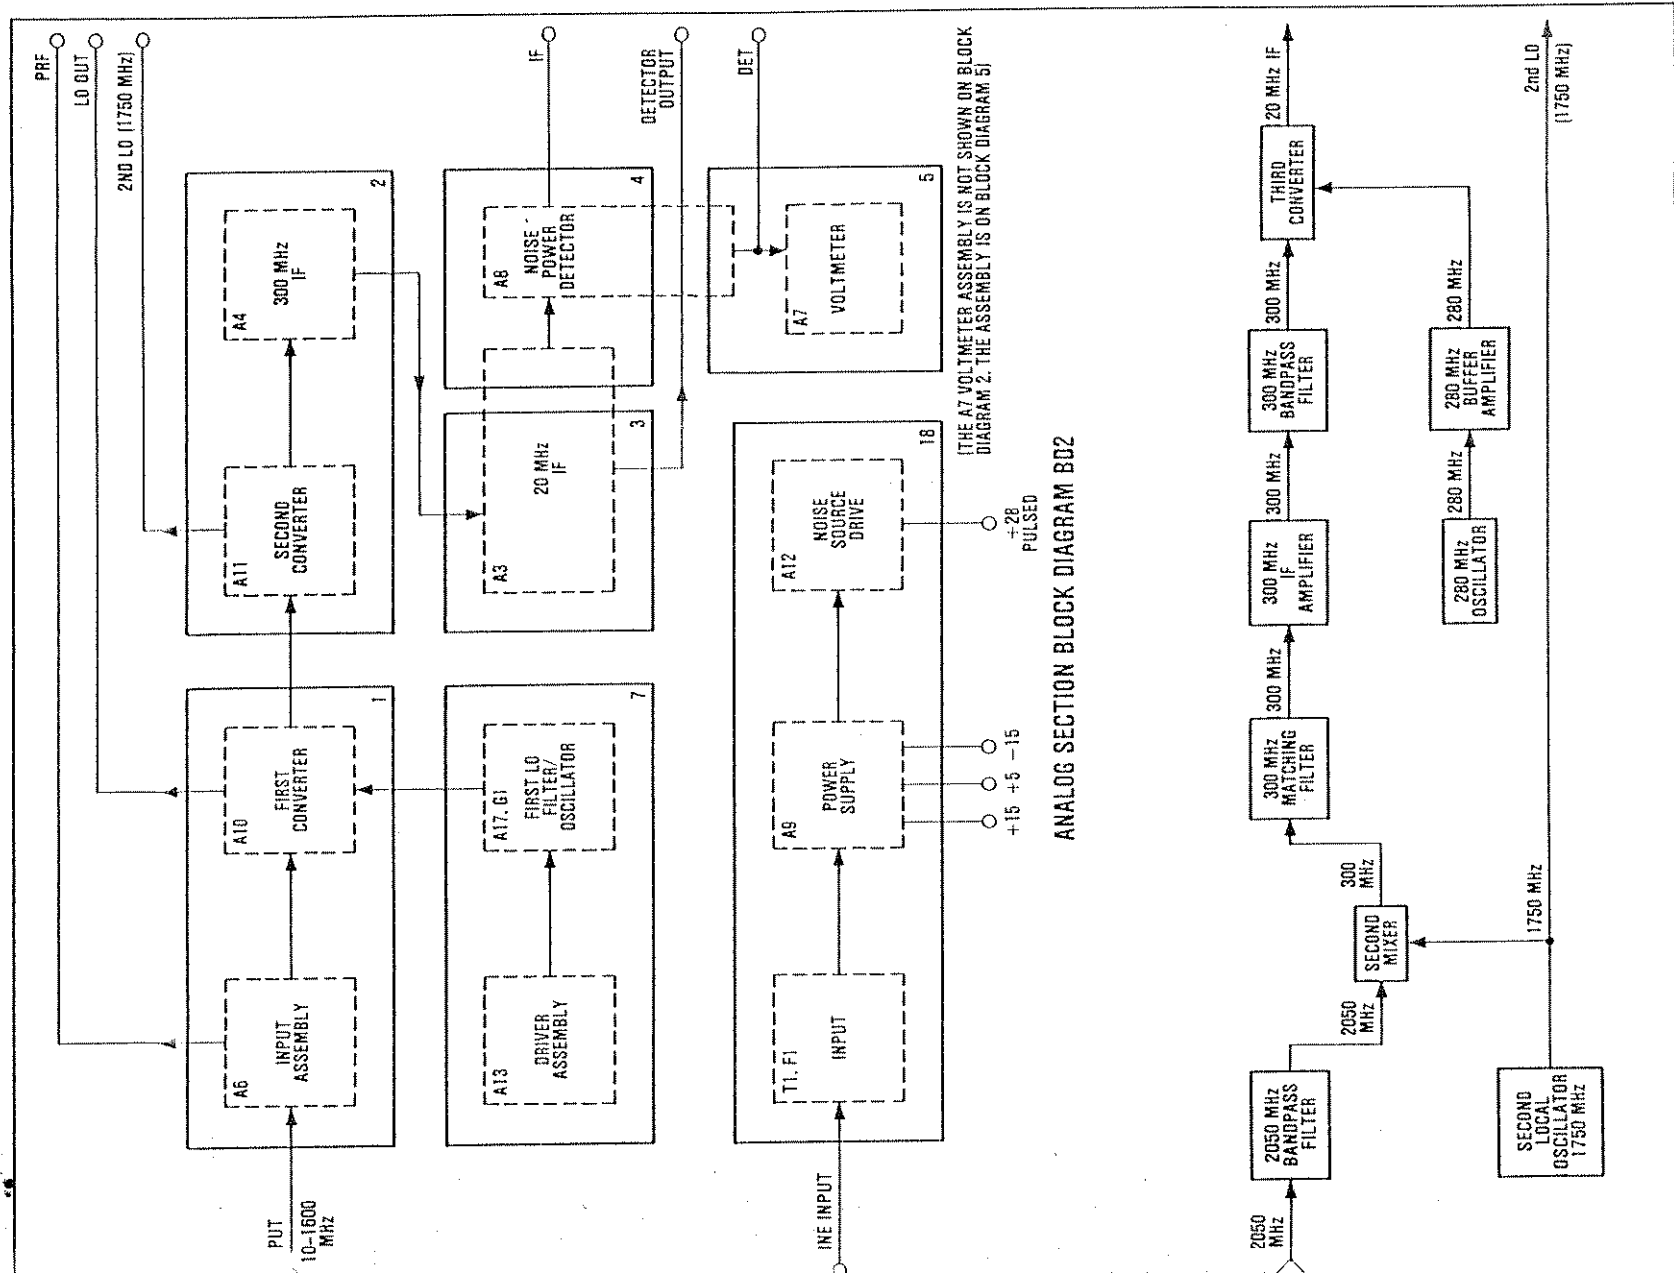 PRF
LO OUT
2ND LO (1750 MHz)
PUT
10-1600
MHz
A6
INPUT
ASSEMBLY
A10
FIRST
CONVERTER
1
A11
SECOND
CONVERTER
A4
300 MHz
IF
2
A13
DRIVER
ASSEMBLY
A17, G1
FIRST LO
FILTER/
OSCILLATOR
7
A3
20 MHz
IF
3
A8
NOISE
POWER
DETECTOR
4
IF
DETECTOR
OUTPUT
DET
INE INPUT
T1, F1
INPUT
A9
POWER
SUPPLY
A12
NOISE
SOURCE
DRIVE
18
A7
VOLTMETER
5
+15
+5
-15
+28
PULSED
(THE A7 VOLTMETER ASSEMBLY IS NOT SHOWN ON BLOCK
DIAGRAM 2. THE ASSEMBLY IS ON BLOCK DIAGRAM 5)
ANALOG SECTION BLOCK DIAGRAM BD2
2050
MHz
2050 MHz
BANDPASS
FILTER
2050
MHz
SECOND
MIXER
300
MHz
300 MHz
MATCHING
FILTER
300 MHz
300 MHz
IF
AMPLIFIER
300 MHz
300 MHz
BANDPASS
FILTER
300 MHz
THIRD
CONVERTER
20 MHz IF
280 MHz
OSCILLATOR
280 MHz
280 MHz
BUFFER
AMPLIFIER
280 MHz
SECOND
LOCAL
OSCILLATOR
1750 MHz
1750 MHz
2nd LO
(1750 MHz)